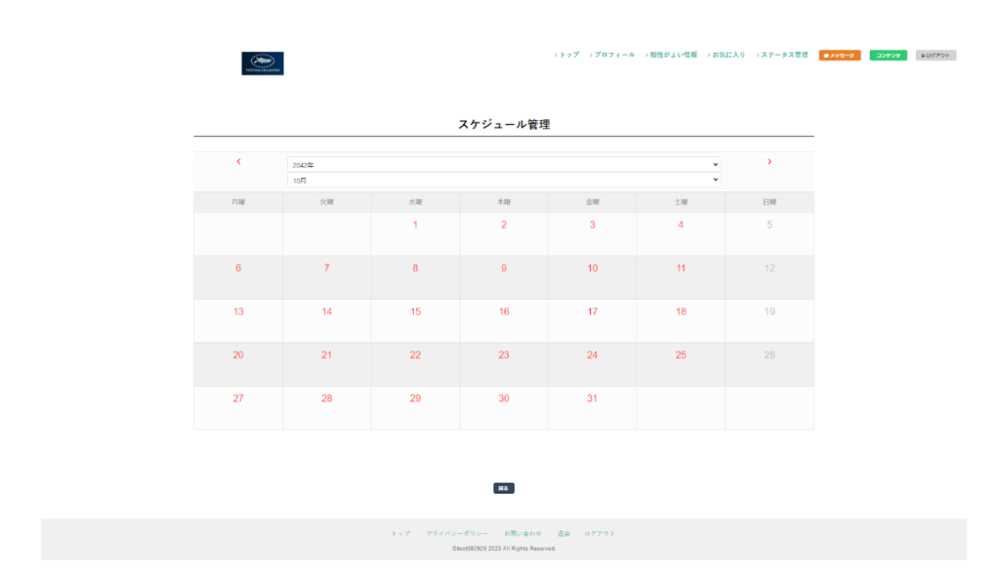 FESTIVAL DE CANNES
› トップ › プロフィール › 相性がよい情報 › お気に入り › ステータス管理 メッセージ コンテンツ ログアウト
スケジュール管理
‹ 2042年 ›
10月
月曜 火曜 水曜 木曜 金曜 土曜 日曜
1 2 3 4 5
6 7 8 9 10 11 12
13 14 15 16 17 18 19
20 21 22 23 24 25 26
27 28 29 30 31
戻る
トップ プライバシーポリシー お問い合わせ 退会 ログアウト
©test092929 2023 All Rights Reserved.